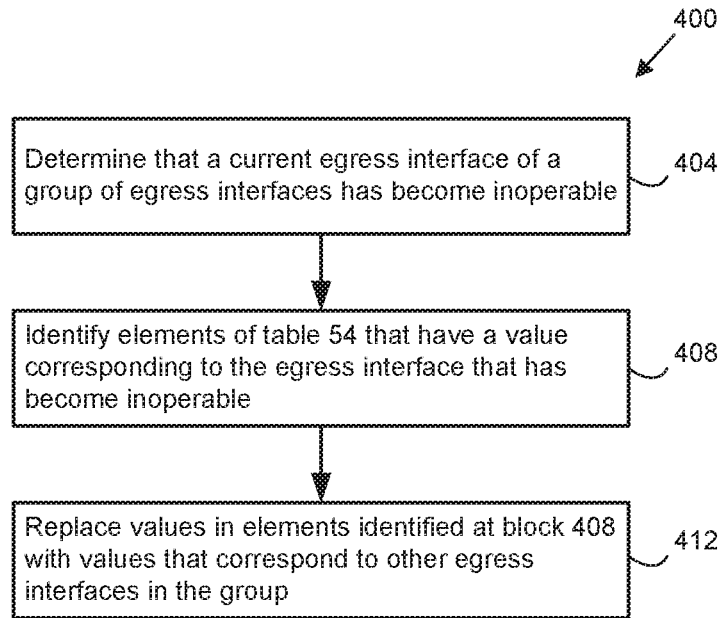 400
Determine that a current egress interface of a
group of egress interfaces has become inoperable
404
Identify elements of table 54 that have a value
corresponding to the egress interface that has
become inoperable
408
Replace values in elements identified at block 408
with values that correspond to other egress
interfaces in the group
412